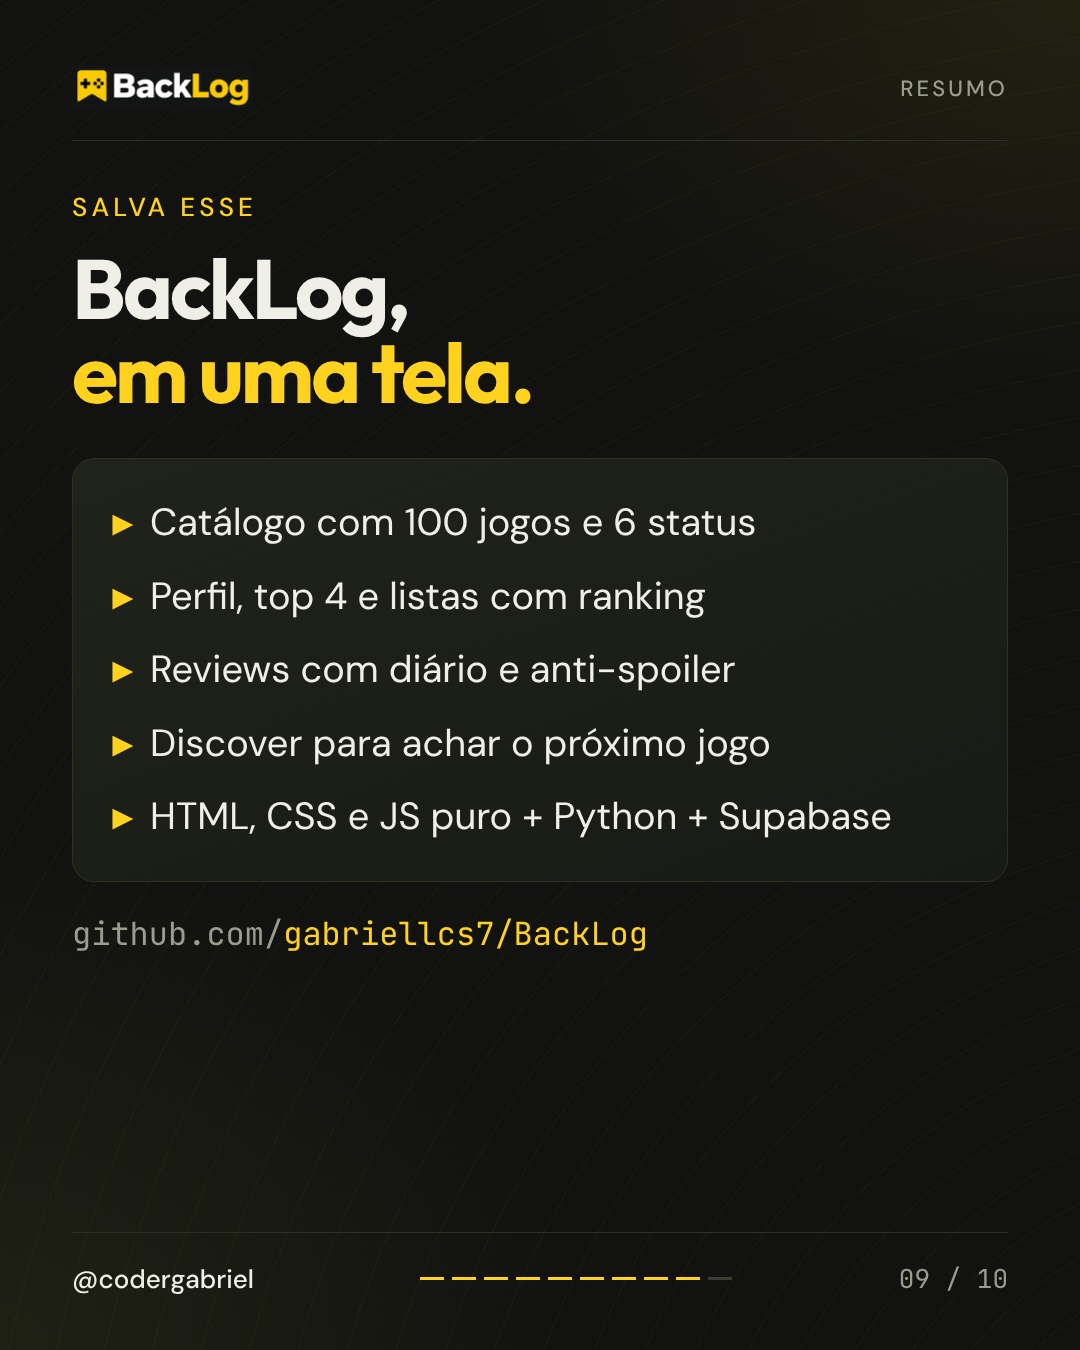 BackLog
RESUMO
SALVA ESSE
BackLog,
em uma tela.
► Catálogo com 100 jogos e 6 status
► Perfil, top 4 e listas com ranking
► Reviews com diário e anti-spoiler
► Discover para achar o próximo jogo
► HTML, CSS e JS puro + Python + Supabase
github.com/gabriellcs7/BackLog
@codergabriel
09 / 10